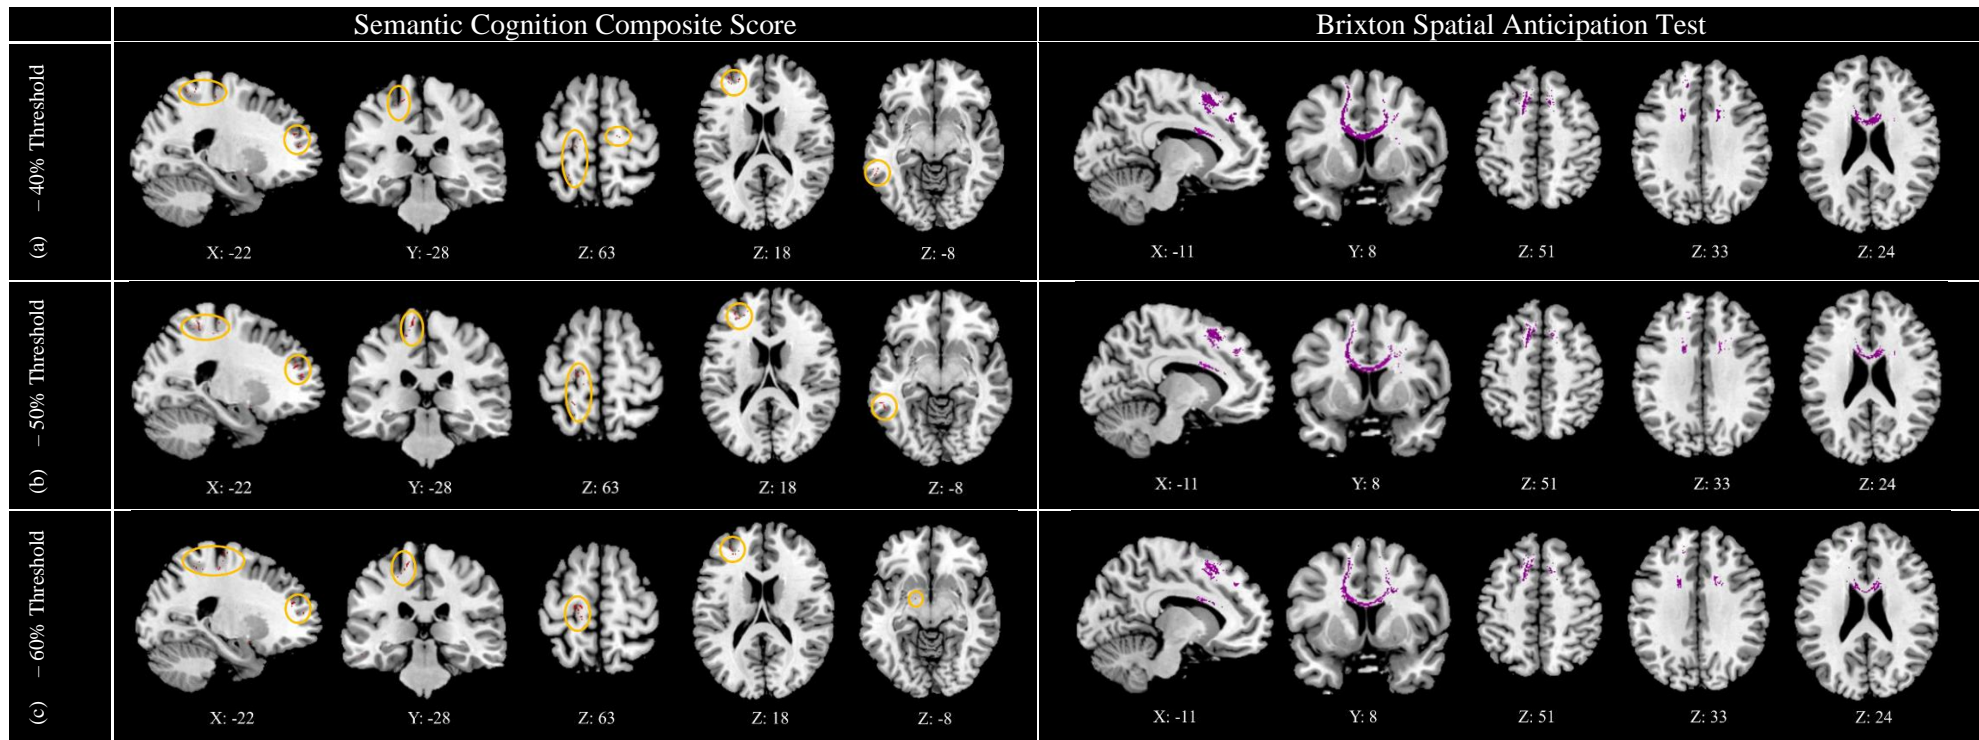 Semantic Cognition Composite Score
Brixton Spatial Anticipation Test
(a) – 40% Threshold
X: -22
Y: -28
Z: 63
Z: 18
Z: -8
X: -11
Y: 8
Z: 51
Z: 33
Z: 24
(b) – 50% Threshold
X: -22
Y: -28
Z: 63
Z: 18
Z: -8
X: -11
Y: 8
Z: 51
Z: 33
Z: 24
(c) – 60% Threshold
X: -22
Y: -28
Z: 63
Z: 18
Z: -8
X: -11
Y: 8
Z: 51
Z: 33
Z: 24